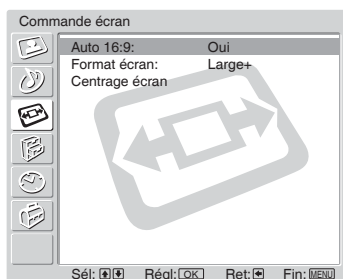 Commande écran
Auto 16:9: Oui
Format écran: Large+
Centrage écran
Sél: Régl: OK Ret: Fin: MENU